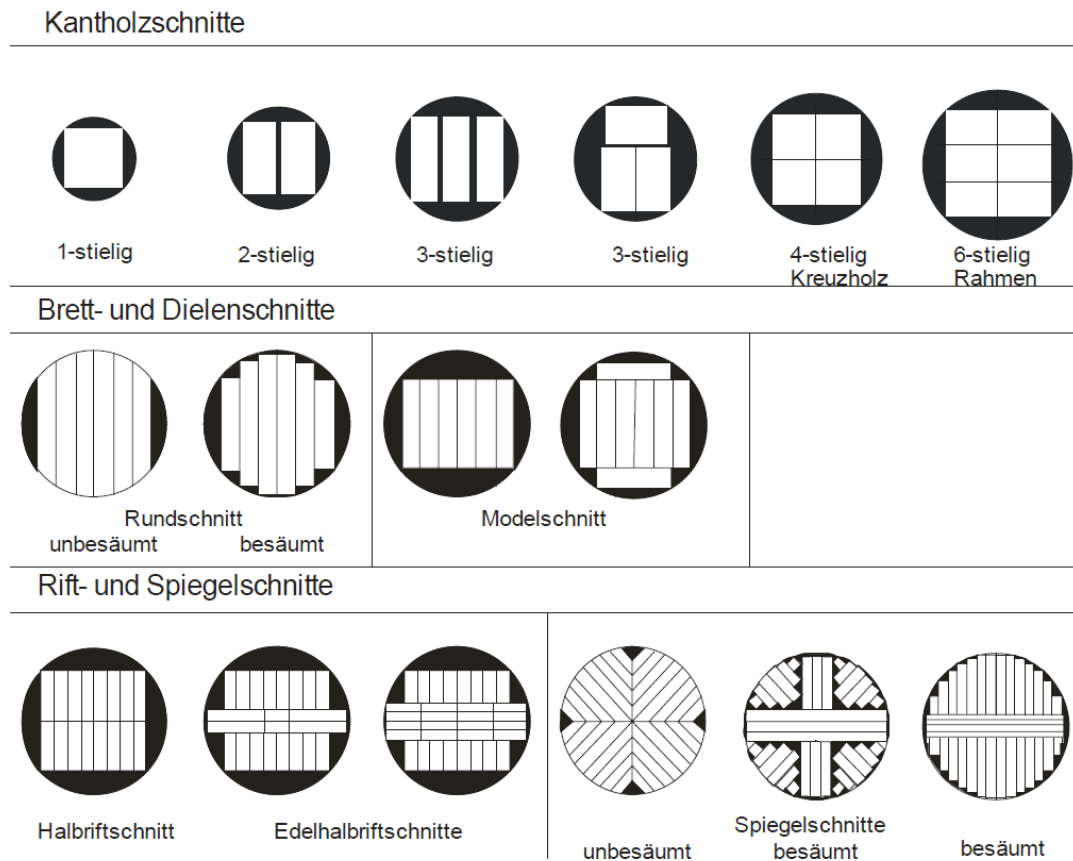 Kantholzschnitte
1-stielig
2-stielig
3-stielig
3-stielig
4-stielig
Kreuzholz
6-stielig
Rahmen
Brett- und Dielenschnitte
Rundschnitt
unbesäumt
besäumt
Modelschnitt
Rift- und Spiegelschnitte
Halbriftschnitt
Edelhalbriftschnitte
Spiegelschnitte
unbesäumt
besäumt
besäumt